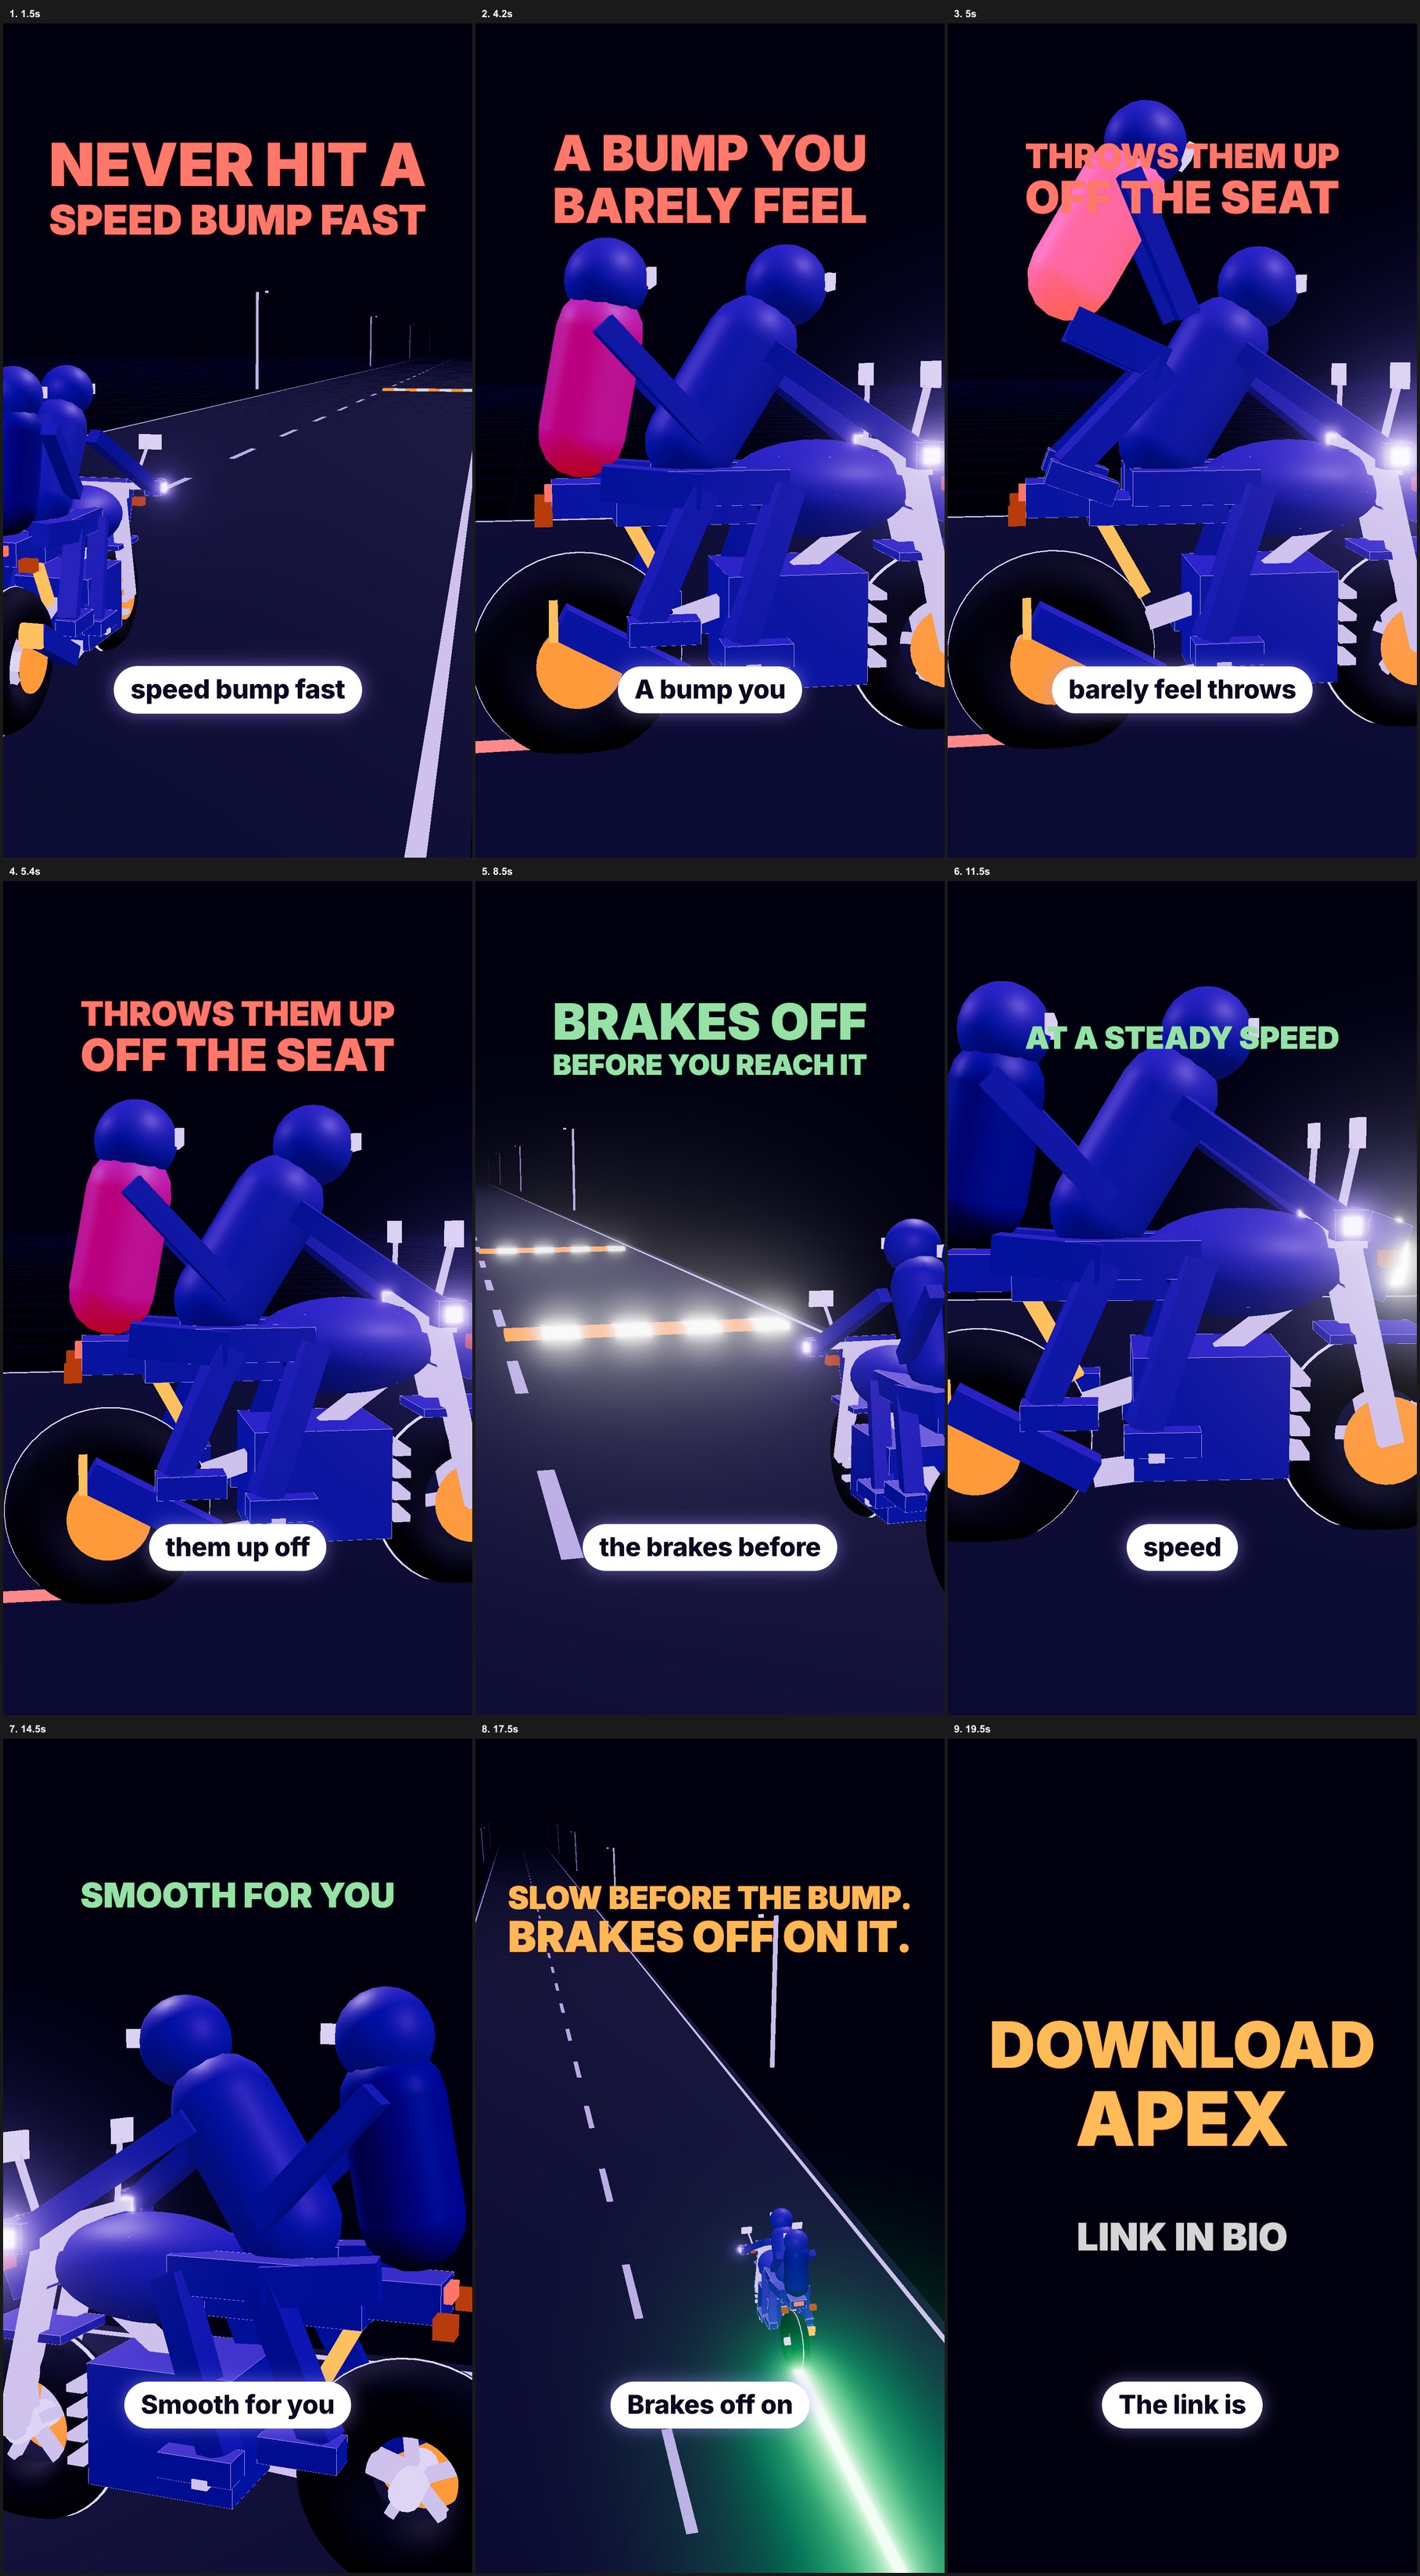 1. 1.5s
NEVER HIT A
SPEED BUMP FAST
speed bump fast
2. 4.2s
A BUMP YOU
BARELY FEEL
A bump you
3. 5s
THROWS THEM UP
OFF THE SEAT
barely feel throws
4. 5.4s
THROWS THEM UP
OFF THE SEAT
them up off
5. 8.5s
BRAKES OFF
BEFORE YOU REACH IT
the brakes before
6. 11.5s
AT A STEADY SPEED
speed
7. 14.5s
SMOOTH FOR YOU
Smooth for you
8. 17.5s
SLOW BEFORE THE BUMP.
BRAKES OFF ON IT.
Brakes off on
9. 19.5s
DOWNLOAD
APEX
LINK IN BIO
The link is